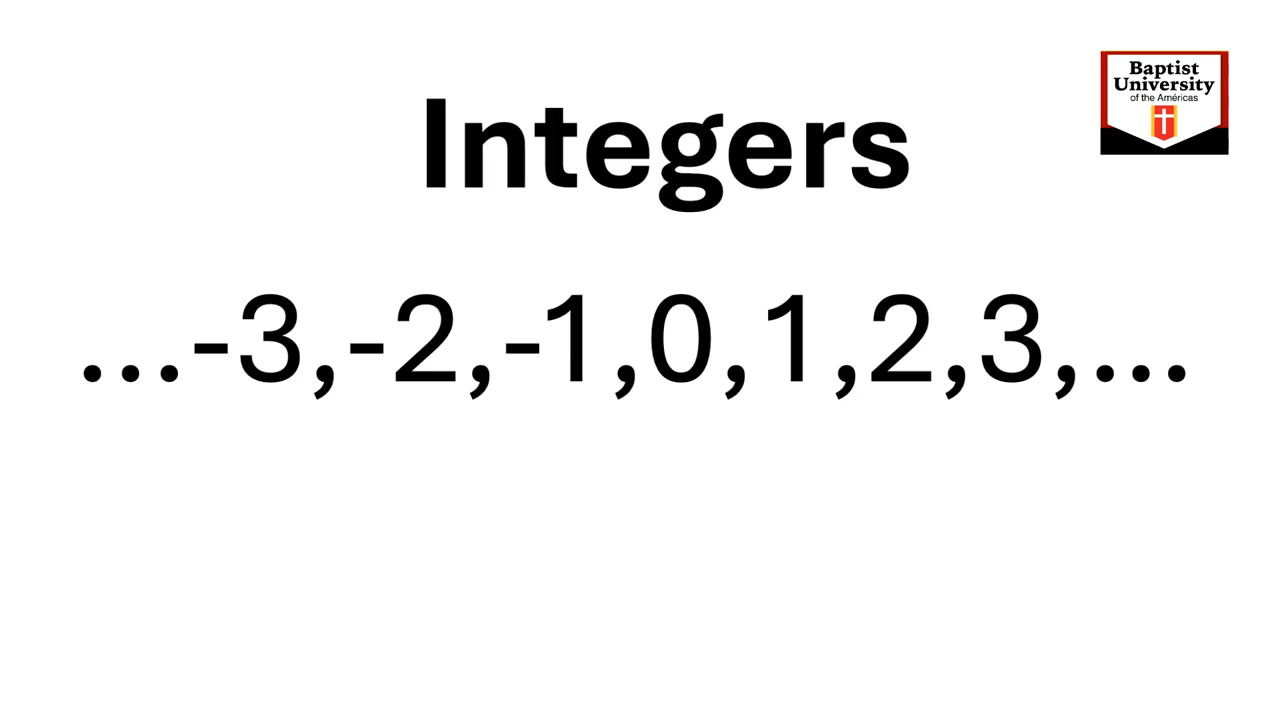 Baptist
University
of the Américas
Integers
...-3,-2,-1,0,1,2,3,...